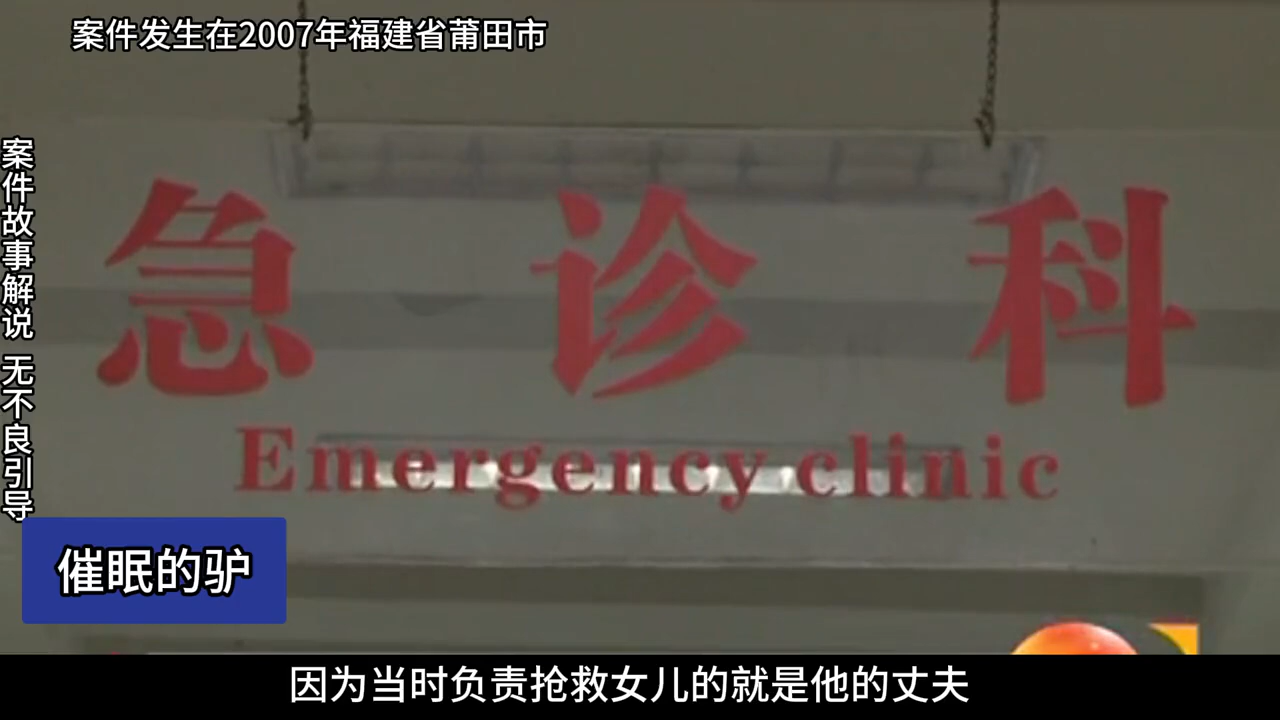 案件发生在2007年福建省莆田市
案件故事解说 无不良引导
急诊科
Emergency clinic
催眠的驴
因为当时负责抢救女儿的就是他的丈夫